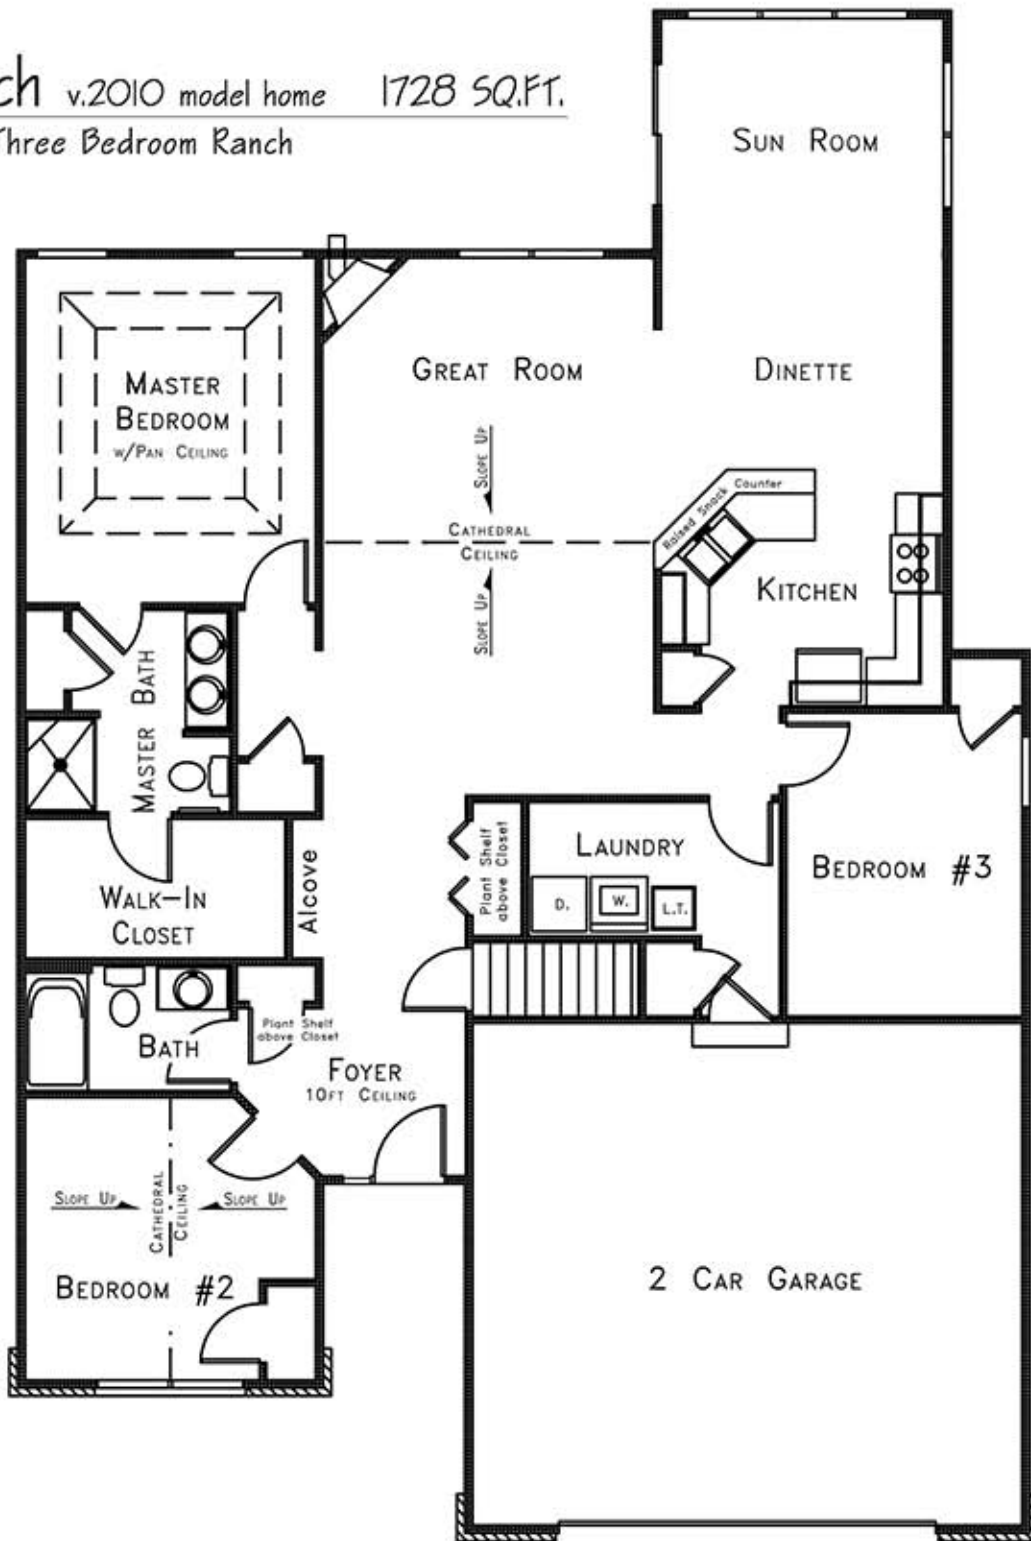 ch v.2010 model home 1728 SQ.FT.
Three Bedroom Ranch
SUN ROOM
MASTER
BEDROOM
W/PAN CEILING
GREAT ROOM
DINETTE
SLOPE UP
CATHEDRAL
CEILING
SLOPE UP
Raised Snack Counter
KITCHEN
MASTER BATH
WALK-IN
CLOSET
Alcove
Plant Shelf
above Closet
LAUNDRY
D.
W.
L.T.
BEDROOM #3
BATH
Plant Shelf
above Closet
FOYER
10FT CEILING
SLOPE UP
CATHEDRAL
CEILING
SLOPE UP
BEDROOM #2
2 CAR GARAGE